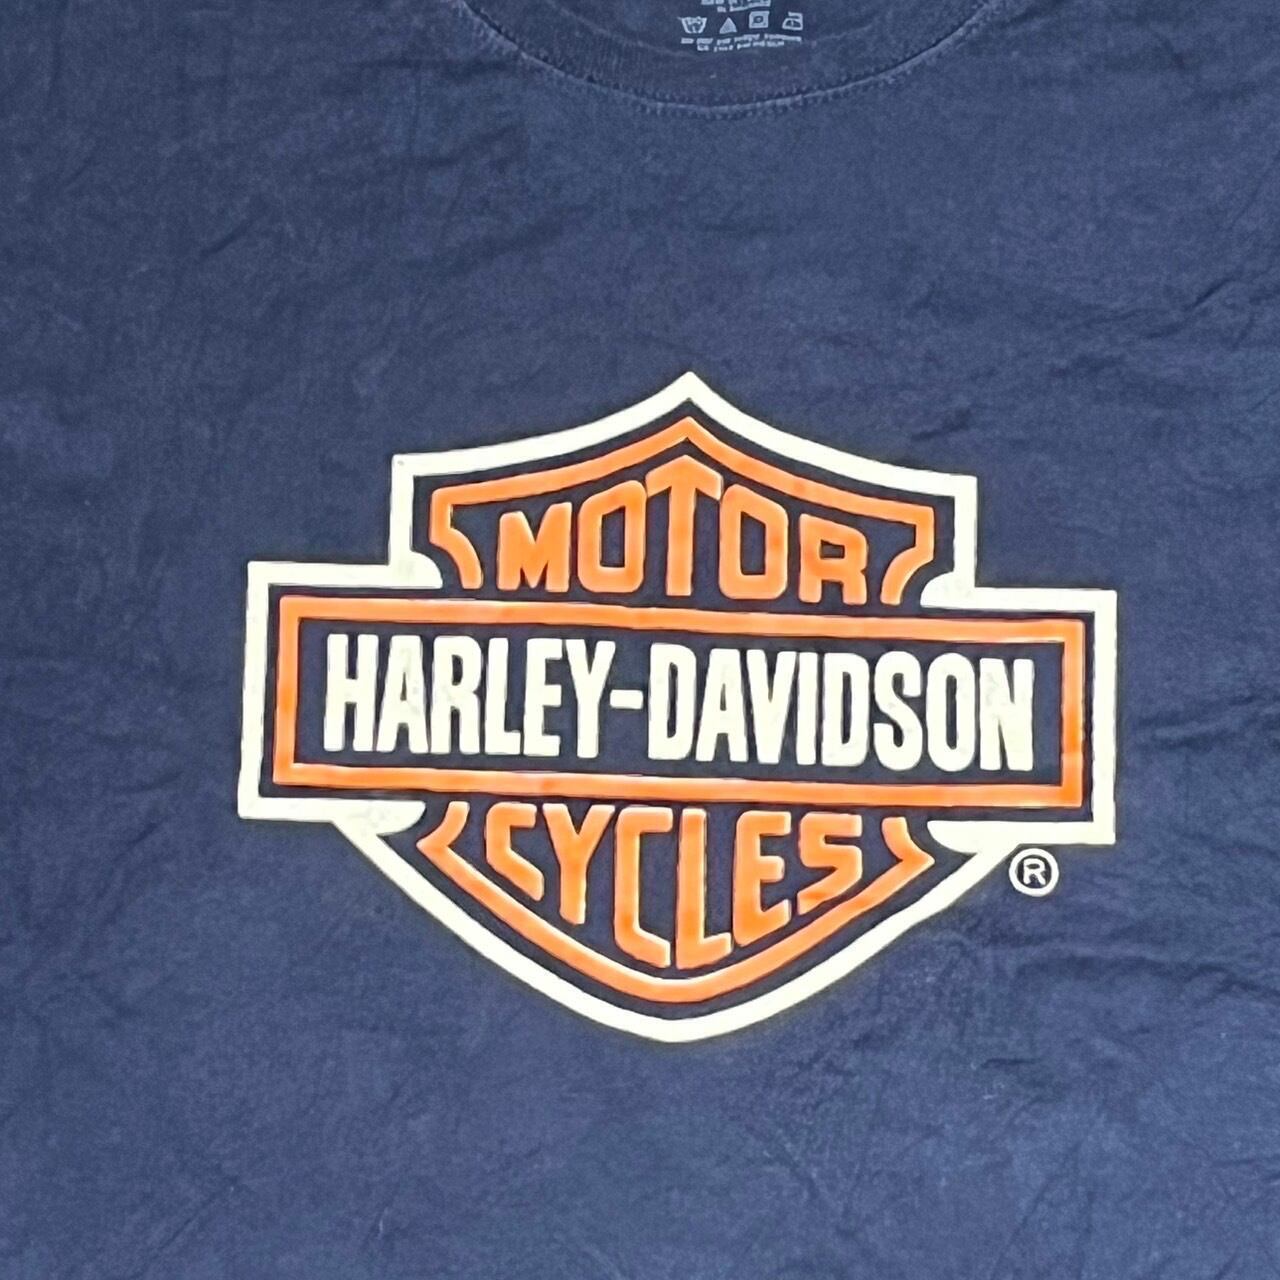 MOTOR
HARLEY-DAVIDSON
CYCLES
®